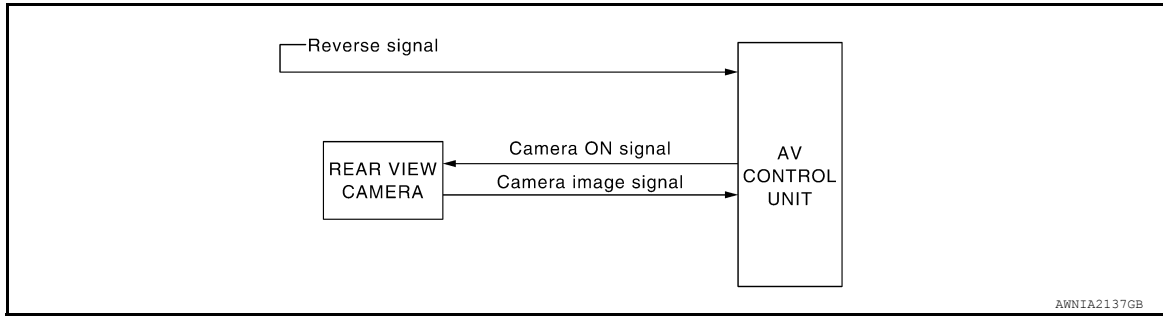 Reverse signal
Camera ON signal
REAR VIEW
CAMERA
Camera image signal
AV
CONTROL
UNIT
AWNIA2137GB